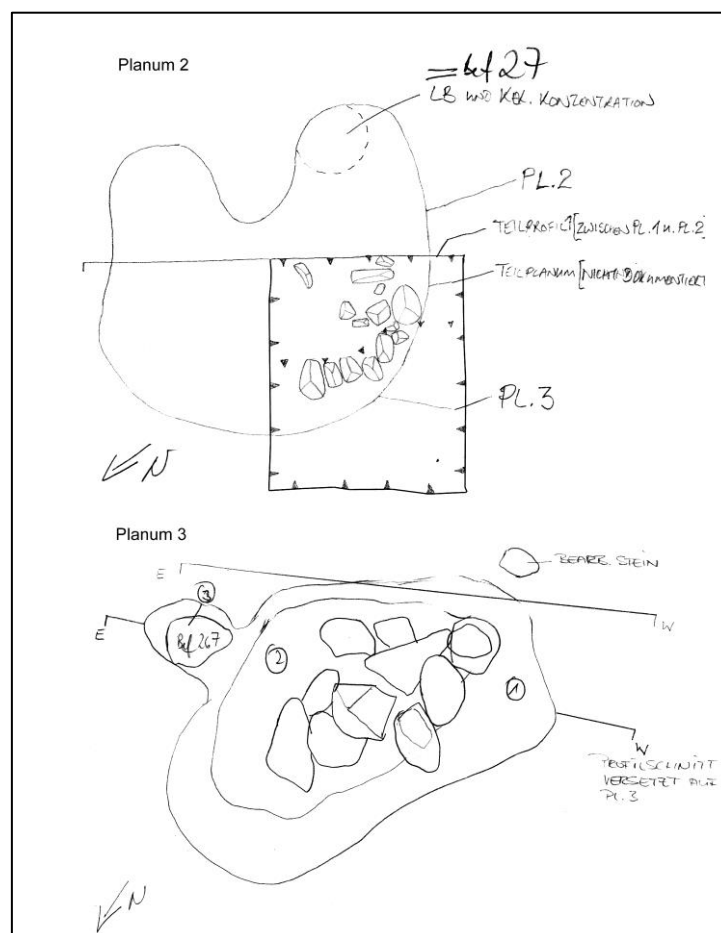 Planum 2
= bef 27
LB UND KER. KONZENTRATION
PL.2
TEILPROFIL [ZWISCHEN PL.1 U. PL.2]
TEILPLANUM [NICHT DOKUMENTIERT
PL.3
N
Planum 3
BEARB. STEIN
E
3
E
Bef 267
W
2
1
W
PROFILSCHNITT
VERSETZT AUF
PL.3
N